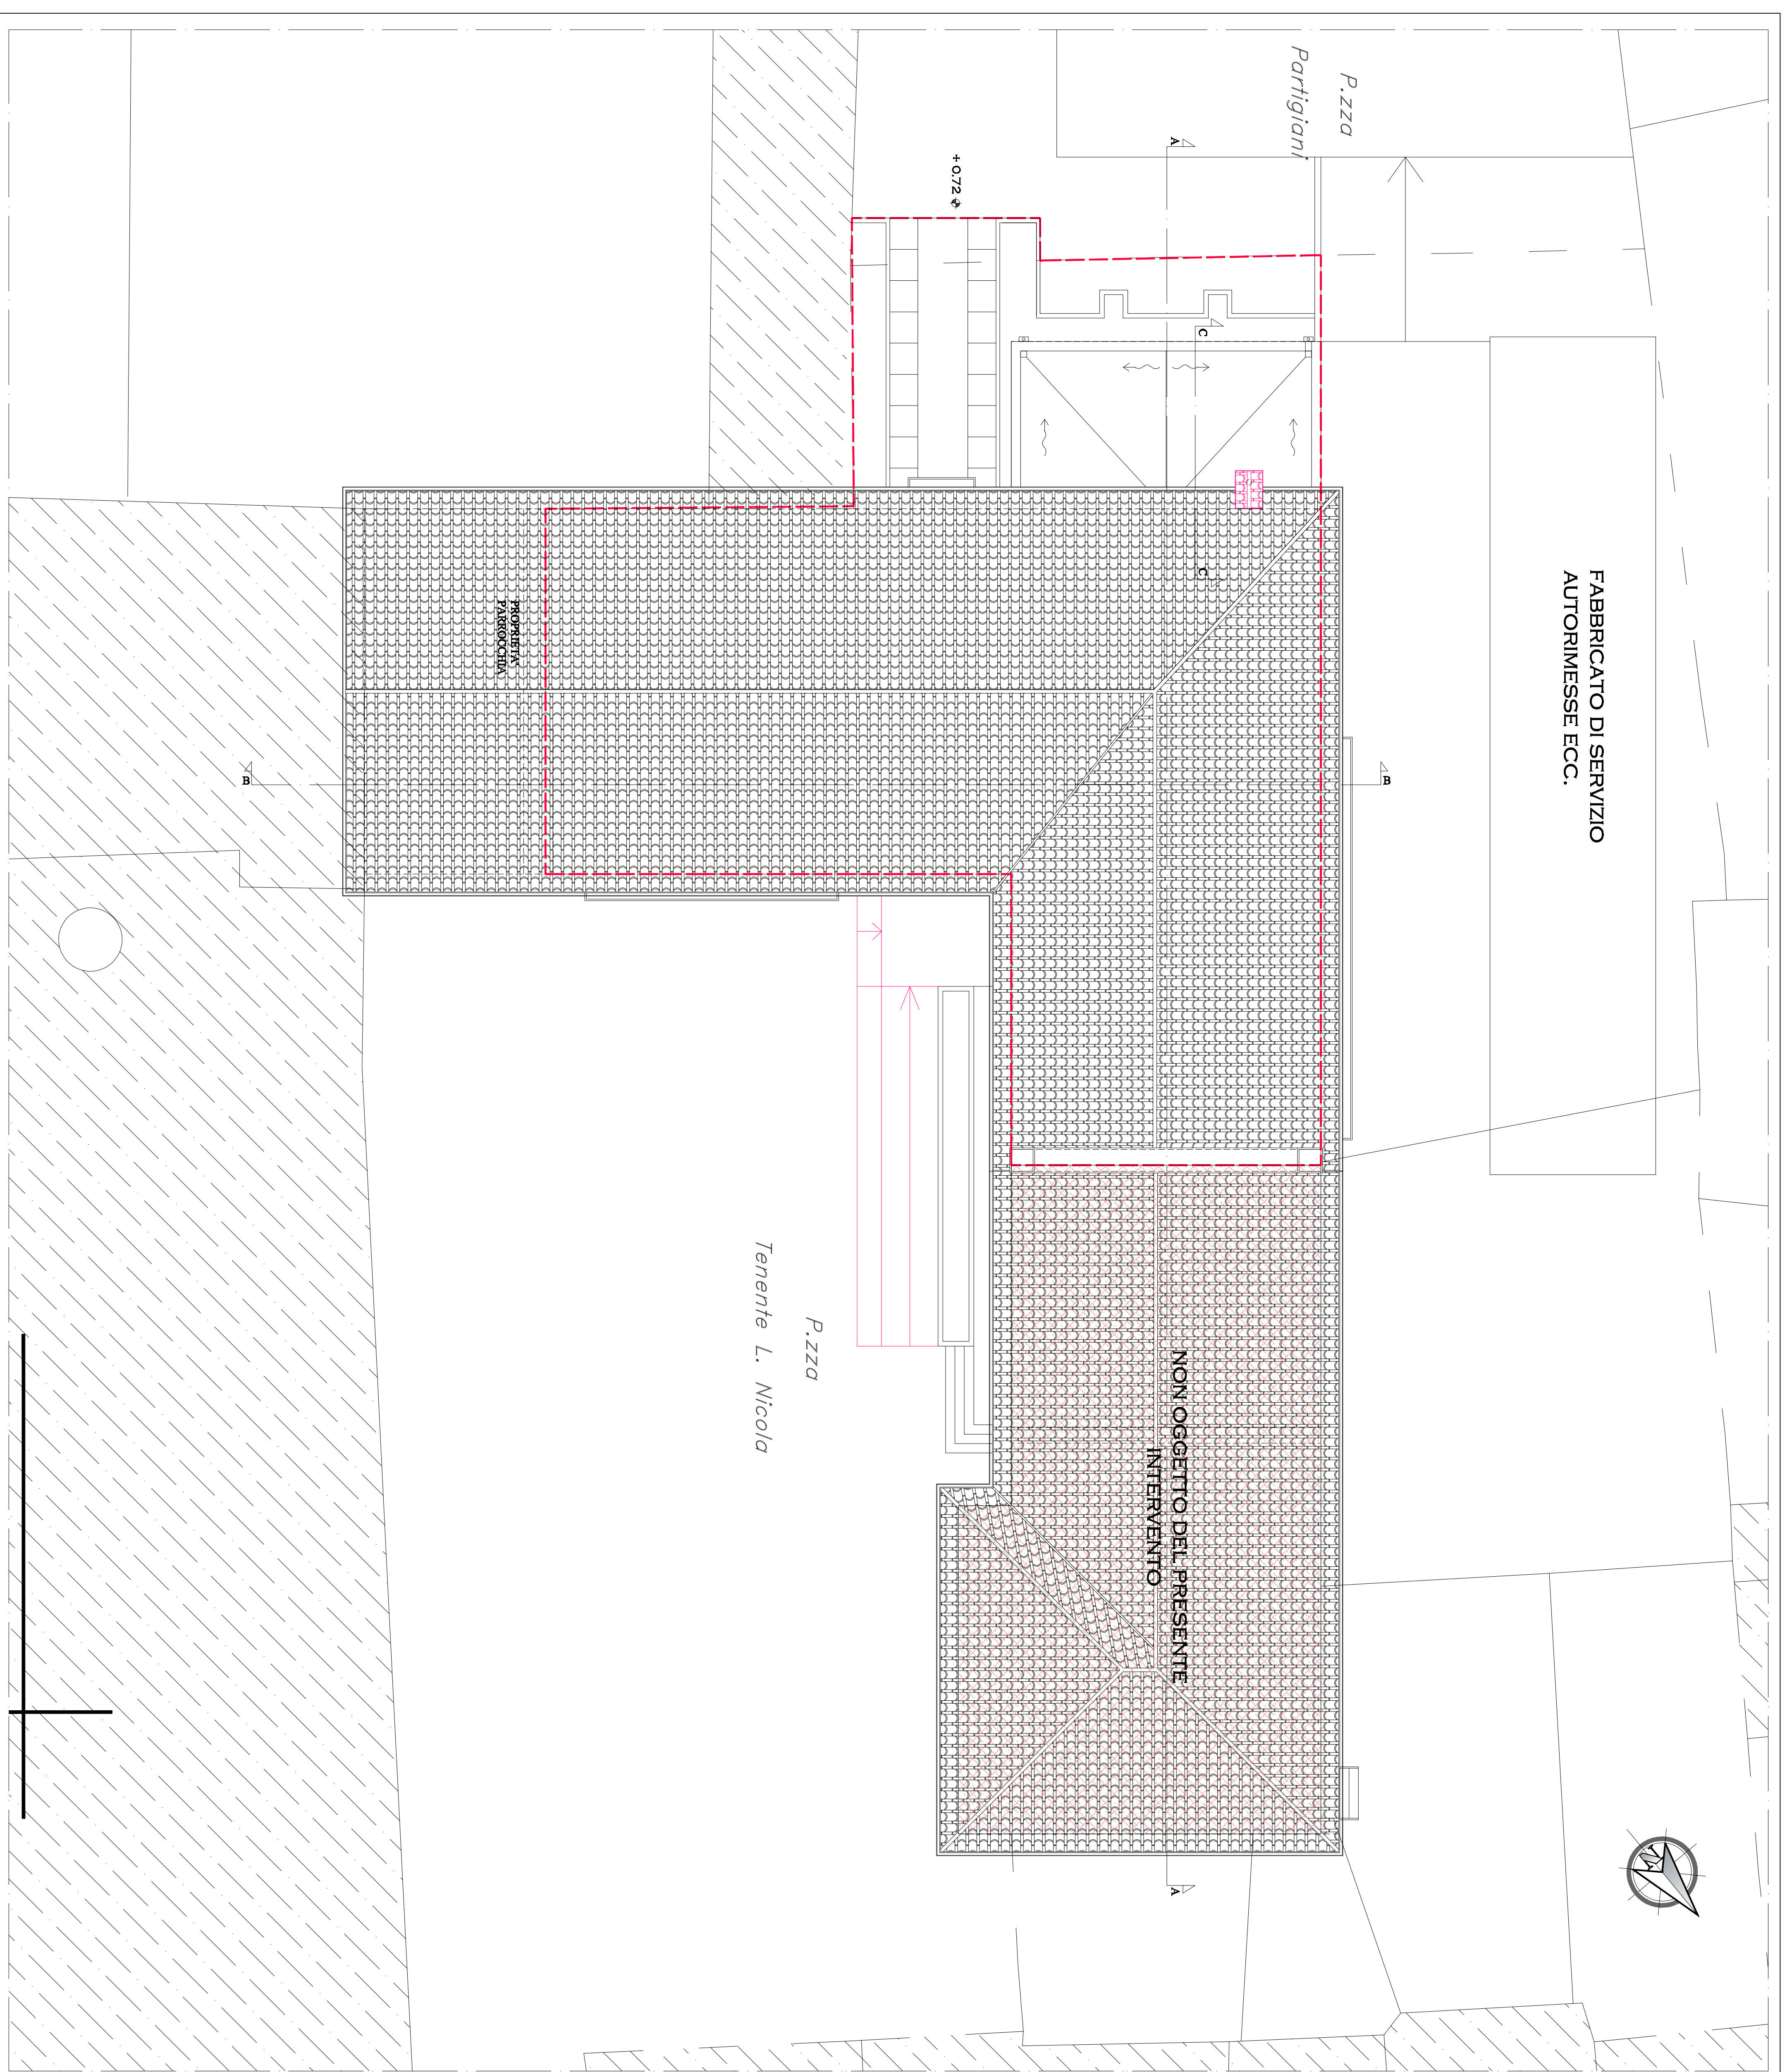 P.zza
Partigiani
A
+0.72
C
C
FABBRICATO DI SERVIZIO
AUTORIMESSE ECC.
PROPRIETA'
PARROCCHIA
B
B
P.zza
Tenente L. Nicola
NON OGGETTO DEL PRESENTE
INTERVENTO
A